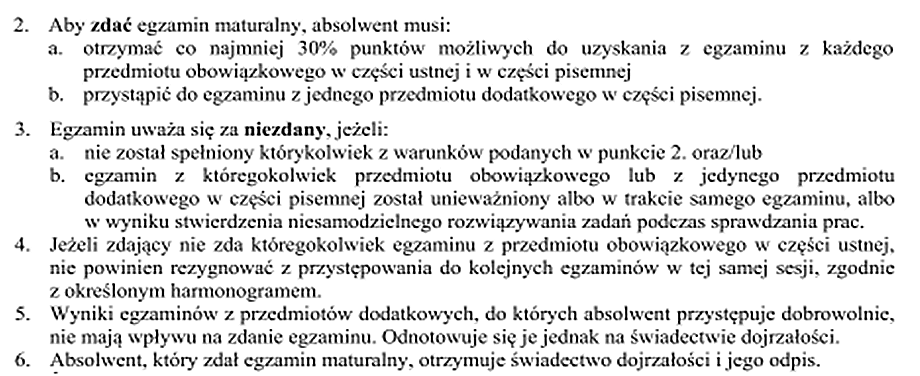 2. Aby zdać egzamin maturalny, absolwent musi:
a. otrzymać co najmniej 30% punktów możliwych do uzyskania z egzaminu z każdego
przedmiotu obowiązkowego w części ustnej i w części pisemnej
b. przystąpić do egzaminu z jednego przedmiotu dodatkowego w części pisemnej.
3. Egzamin uważa się za niezdany, jeżeli:
a. nie został spełniony którykolwiek z warunków podanych w punkcie 2. oraz/lub
b. egzamin z któregokolwiek przedmiotu obowiązkowego lub z jedynego przedmiotu
dodatkowego w części pisemnej został unieważniony albo w trakcie samego egzaminu, albo
w wyniku stwierdzenia niesamodzielnego rozwiązywania zadań podczas sprawdzania prac.
4. Jeżeli zdający nie zda któregokolwiek egzaminu z przedmiotu obowiązkowego w części ustnej,
nie powinien rezygnować z przystępowania do kolejnych egzaminów w tej samej sesji, zgodnie
z określonym harmonogramem.
5. Wyniki egzaminów z przedmiotów dodatkowych, do których absolwent przystępuje dobrowolnie,
nie mają wpływu na zdanie egzaminu. Odnotowuje się je jednak na świadectwie dojrzałości.
6. Absolwent, który zdał egzamin maturalny, otrzymuje świadectwo dojrzałości i jego odpis.